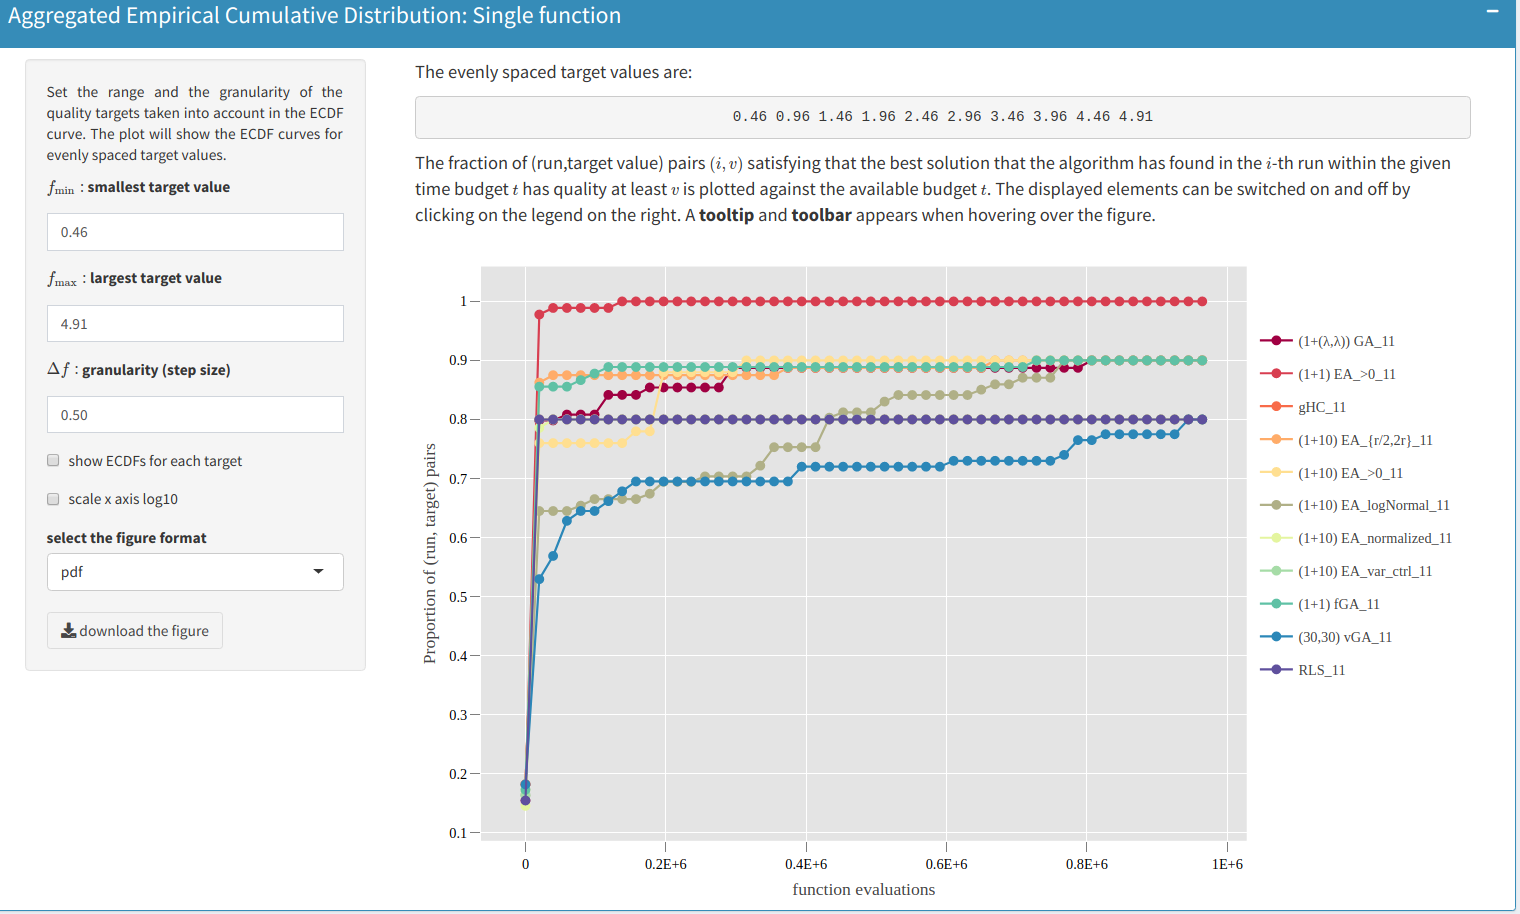 Aggregated Empirical Cumulative Distribution: Single function
Set the range and the granularity of the
quality targets taken into account in the ECDF
curve. The plot will show the ECDF curves for
evenly spaced target values.
fmin : smallest target value
0.46
fmax : largest target value
4.91
Δf : granularity (step size)
0.50
show ECDFs for each target
scale x axis log10
select the figure format
pdf
download the figure
The evenly spaced target values are:
0.46 0.96 1.46 1.96 2.46 2.96 3.46 3.96 4.46 4.91
The fraction of (run,target value) pairs (i, v) satisfying that the best solution that the algorithm has found in the i-th run within the given
time budget t has quality at least v is plotted against the available budget t. The displayed elements can be switched on and off by
clicking on the legend on the right. A tooltip and toolbar appears when hovering over the figure.
Proportion of (run, target) pairs
1
0.9
0.8
0.7
0.6
0.5
0.4
0.3
0.2
0.1
0
0.2E+6
0.4E+6
0.6E+6
0.8E+6
1E+6
function evaluations
(1+(λ,λ)) GA_11
(1+1) EA_>0_11
gHC_11
(1+10) EA_{r/2,2r}_11
(1+10) EA_>0_11
(1+10) EA_logNormal_11
(1+10) EA_normalized_11
(1+10) EA_var_ctrl_11
(1+1) fGA_11
(30,30) vGA_11
RLS_11